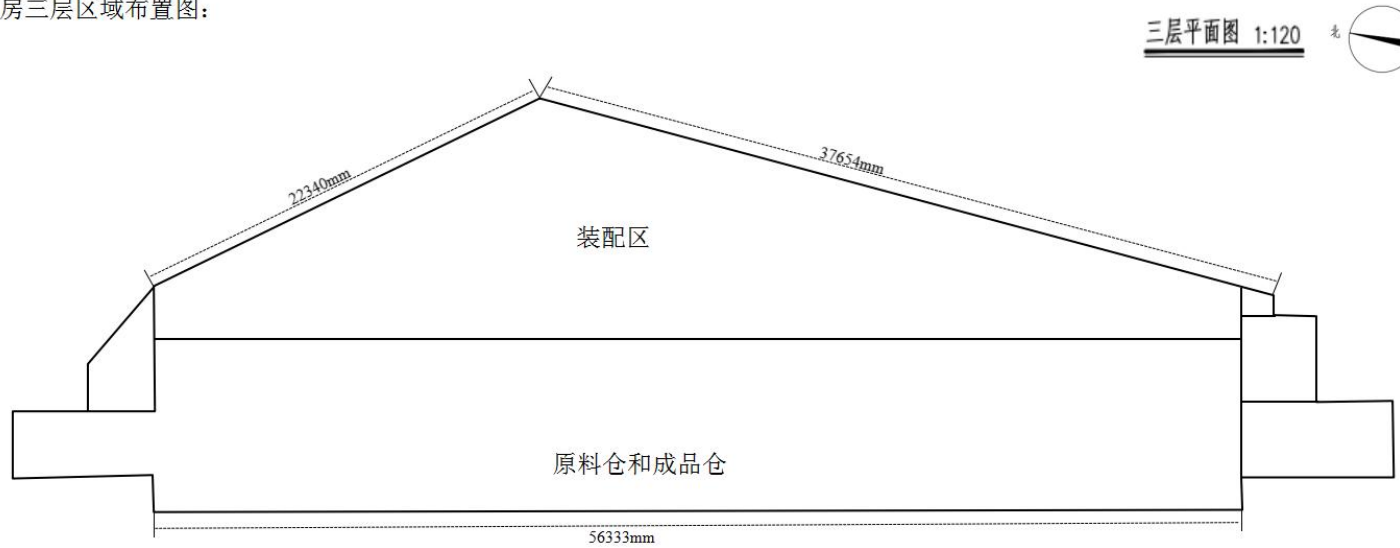 房三层区域布置图：
三层平面图 1:120
北
22340mm
37654mm
装配区
原料仓和成品仓
56333mm